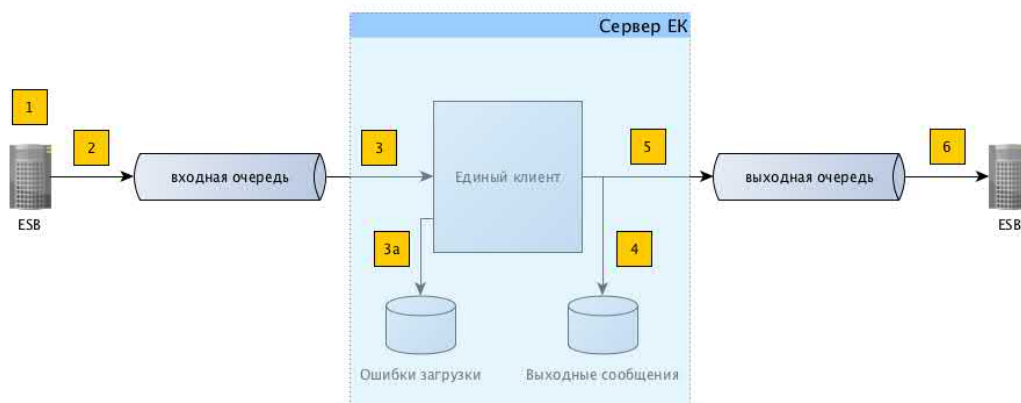 Сервер ЕК
1
2
3
5
6
входная очередь
Единый клиент
выходная очередь
ESB
ESB
3а
4
Ошибки загрузки
Выходные сообщения